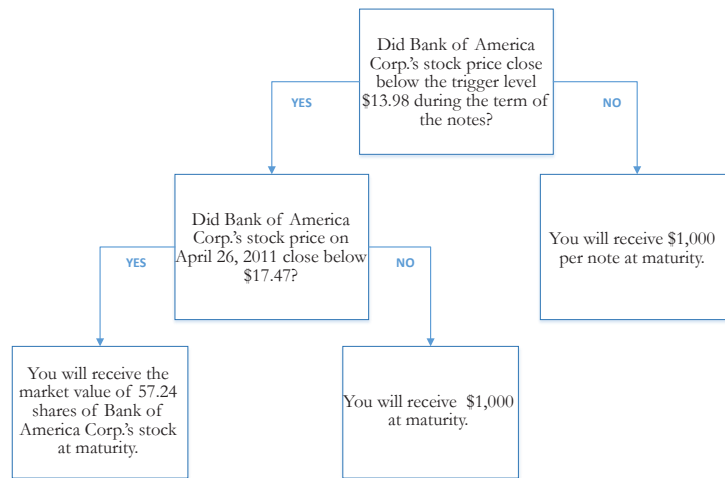 Did Bank of America
Corp.'s stock price close
below the trigger level
$13.98 during the term of
the notes?
YES
NO
Did Bank of America
Corp.'s stock price on
April 26, 2011 close below
$17.47?
You will receive $1,000
per note at maturity.
YES
NO
You will receive the
market value of 57.24
shares of Bank of
America Corp.'s stock
at maturity.
You will receive $1,000
at maturity.